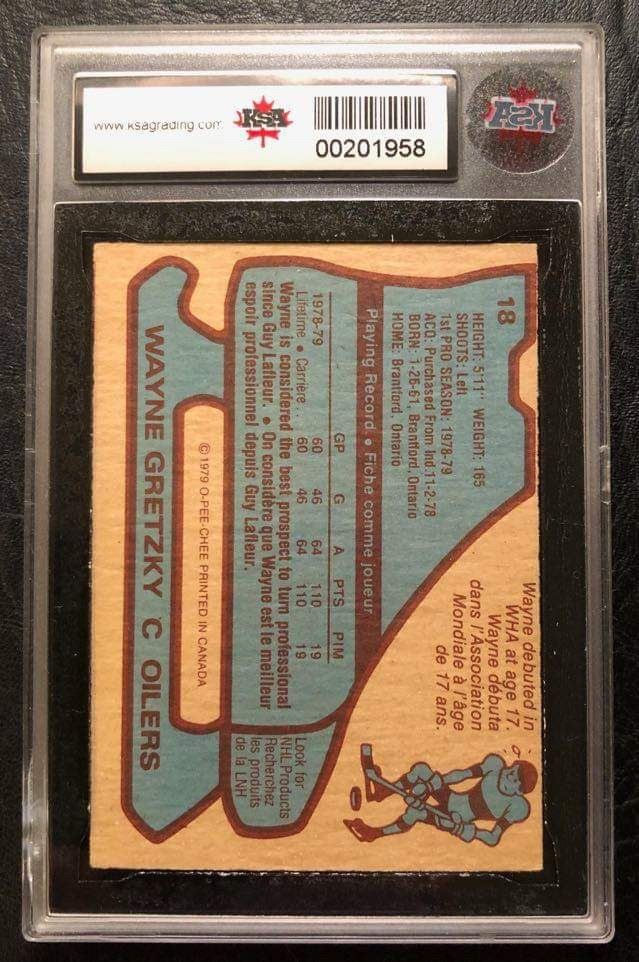 www.ksagrading.com
KSA
00201958
KSA
18
HEIGHT: 5'11" WEIGHT: 165
SHOOTS: Left
1st PRO SEASON: 1978-79
ACQ: Purchased From Ind 11-2-78
BORN: 1-26-61, Brantford, Ontario
HOME: Brantford, Ontario
Wayne debuted in
WHA at age 17.
Wayne débuta
dans l'Association
Mondiale à l'âge
de 17 ans.
Playing Record • Fiche comme joueur
GP G A PTS PIM
1978-79 60 46 64 110 19
Lifetime • Carrière... 60 46 64 110 19
Wayne is considered the best prospect to turn professional
since Guy Lafleur. • On considère que Wayne est le meilleur
espoir professionnel depuis Guy Lafleur.
Look for
NHL Products
Recherchez
les produits
de la LNH
© 1979 O-PEE-CHEE PRINTED IN CANADA
WAYNE GRETZKY C OILERS